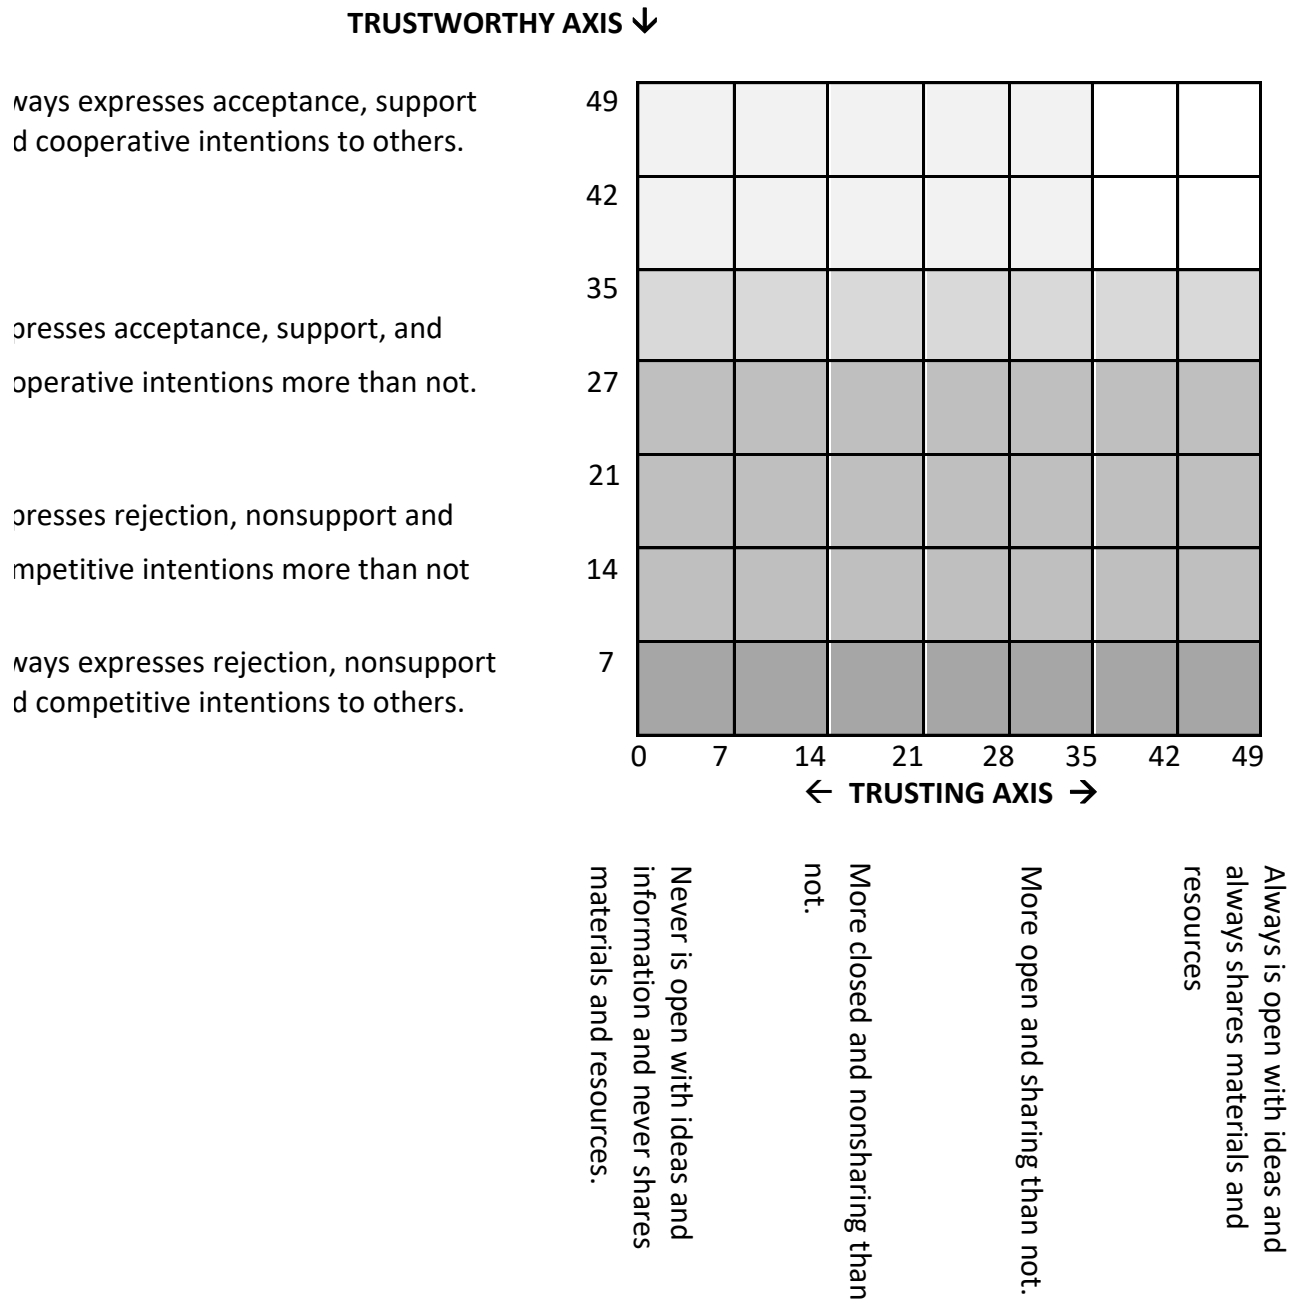 TRUSTWORTHY AXIS ↓
ways expresses acceptance, support
d cooperative intentions to others.
49
42
35
presses acceptance, support, and
operative intentions more than not.
27
21
presses rejection, nonsupport and
mpetitive intentions more than not
14
ways expresses rejection, nonsupport
d competitive intentions to others.
7
0 7 14 21 28 35 42 49
← TRUSTING AXIS →
Never is open with ideas and
information and never shares
materials and resources.
More closed and nonsharing than
not.
More open and sharing than not.
Always is open with ideas and
always shares materials and
resources